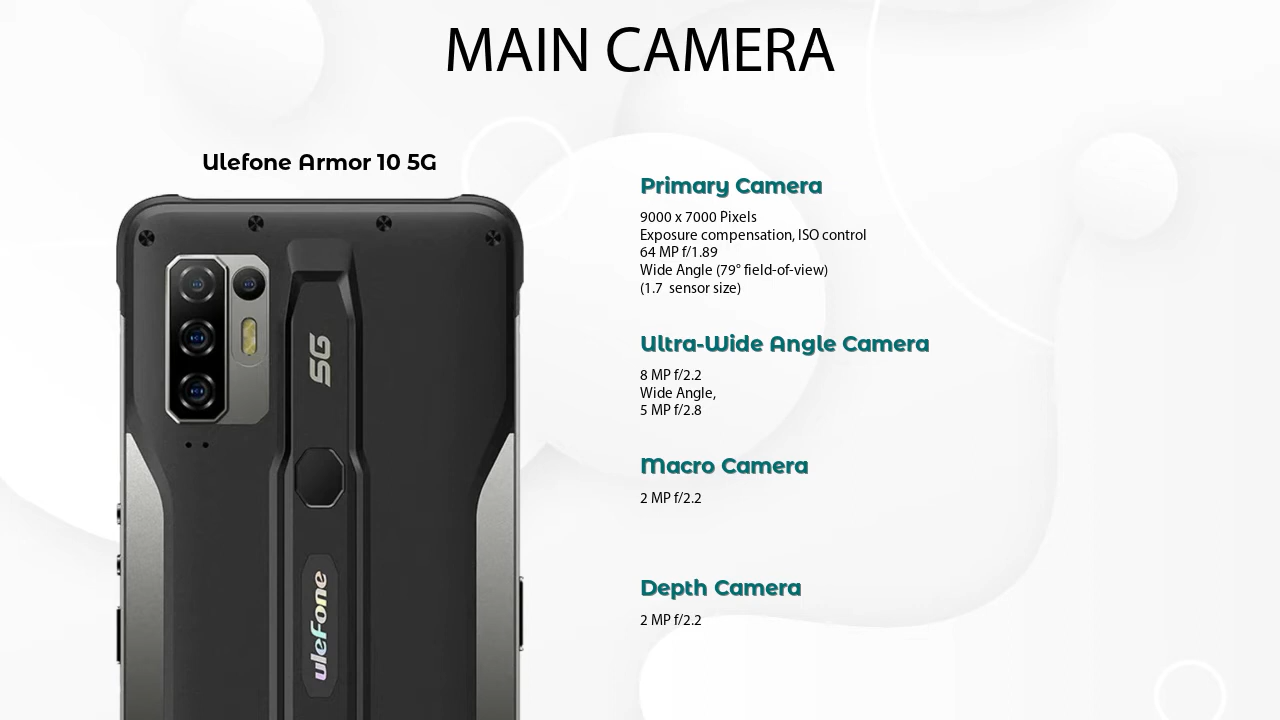 MAIN CAMERA
Ulefone Armor 10 5G
5G
ulefone
Primary Camera
9000 x 7000 Pixels
Exposure compensation, ISO control
64 MP f/1.89
Wide Angle (79° field-of-view)
(1.7  sensor size)
Ultra-Wide Angle Camera
8 MP f/2.2
Wide Angle,
5 MP f/2.8
Macro Camera
2 MP f/2.2
Depth Camera
2 MP f/2.2